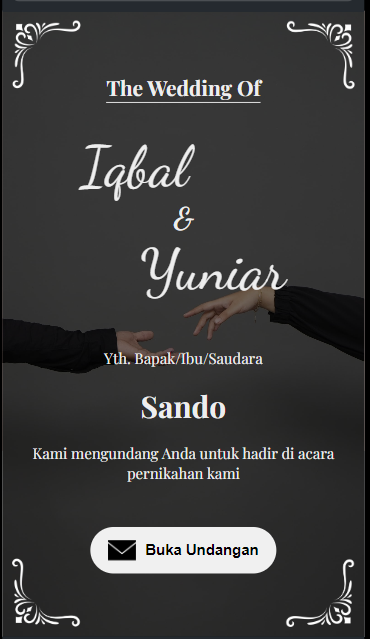 The Wedding Of
Iqbal
&
Yuniar
Yth. Bapak/Ibu/Saudara
Sando
Kami mengundang Anda untuk hadir di acara
pernikahan kami
Buka Undangan